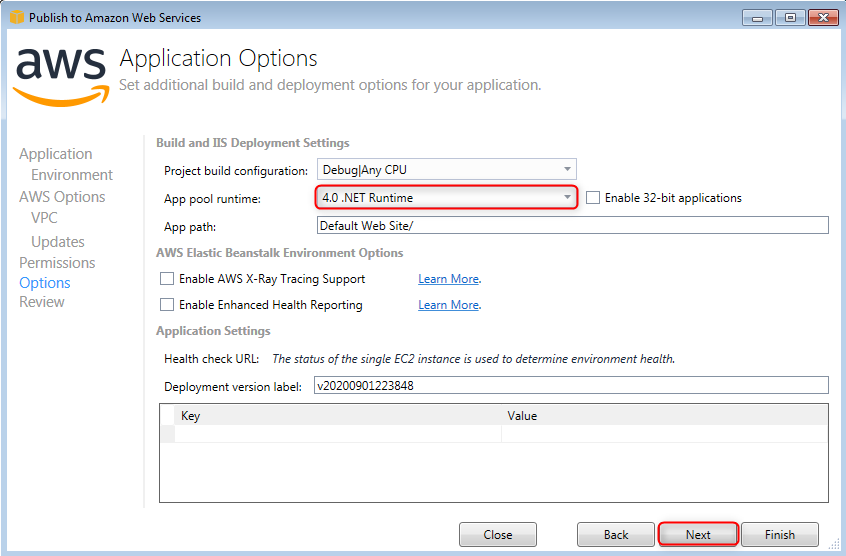 Publish to Amazon Web Services
aws
Application Options
Set additional build and deployment options for your application.
Application
Environment
AWS Options
VPC
Updates
Permissions
Options
Review
Build and IIS Deployment Settings
Project build configuration: Debug|Any CPU
App pool runtime: 4.0 .NET Runtime Enable 32-bit applications
App path: Default Web Site/
AWS Elastic Beanstalk Environment Options
Enable AWS X-Ray Tracing Support Learn More.
Enable Enhanced Health Reporting Learn More.
Application Settings
Health check URL: The status of the single EC2 instance is used to determine environment health.
Deployment version label: v20200901223848
Key Value
Close Back Next Finish